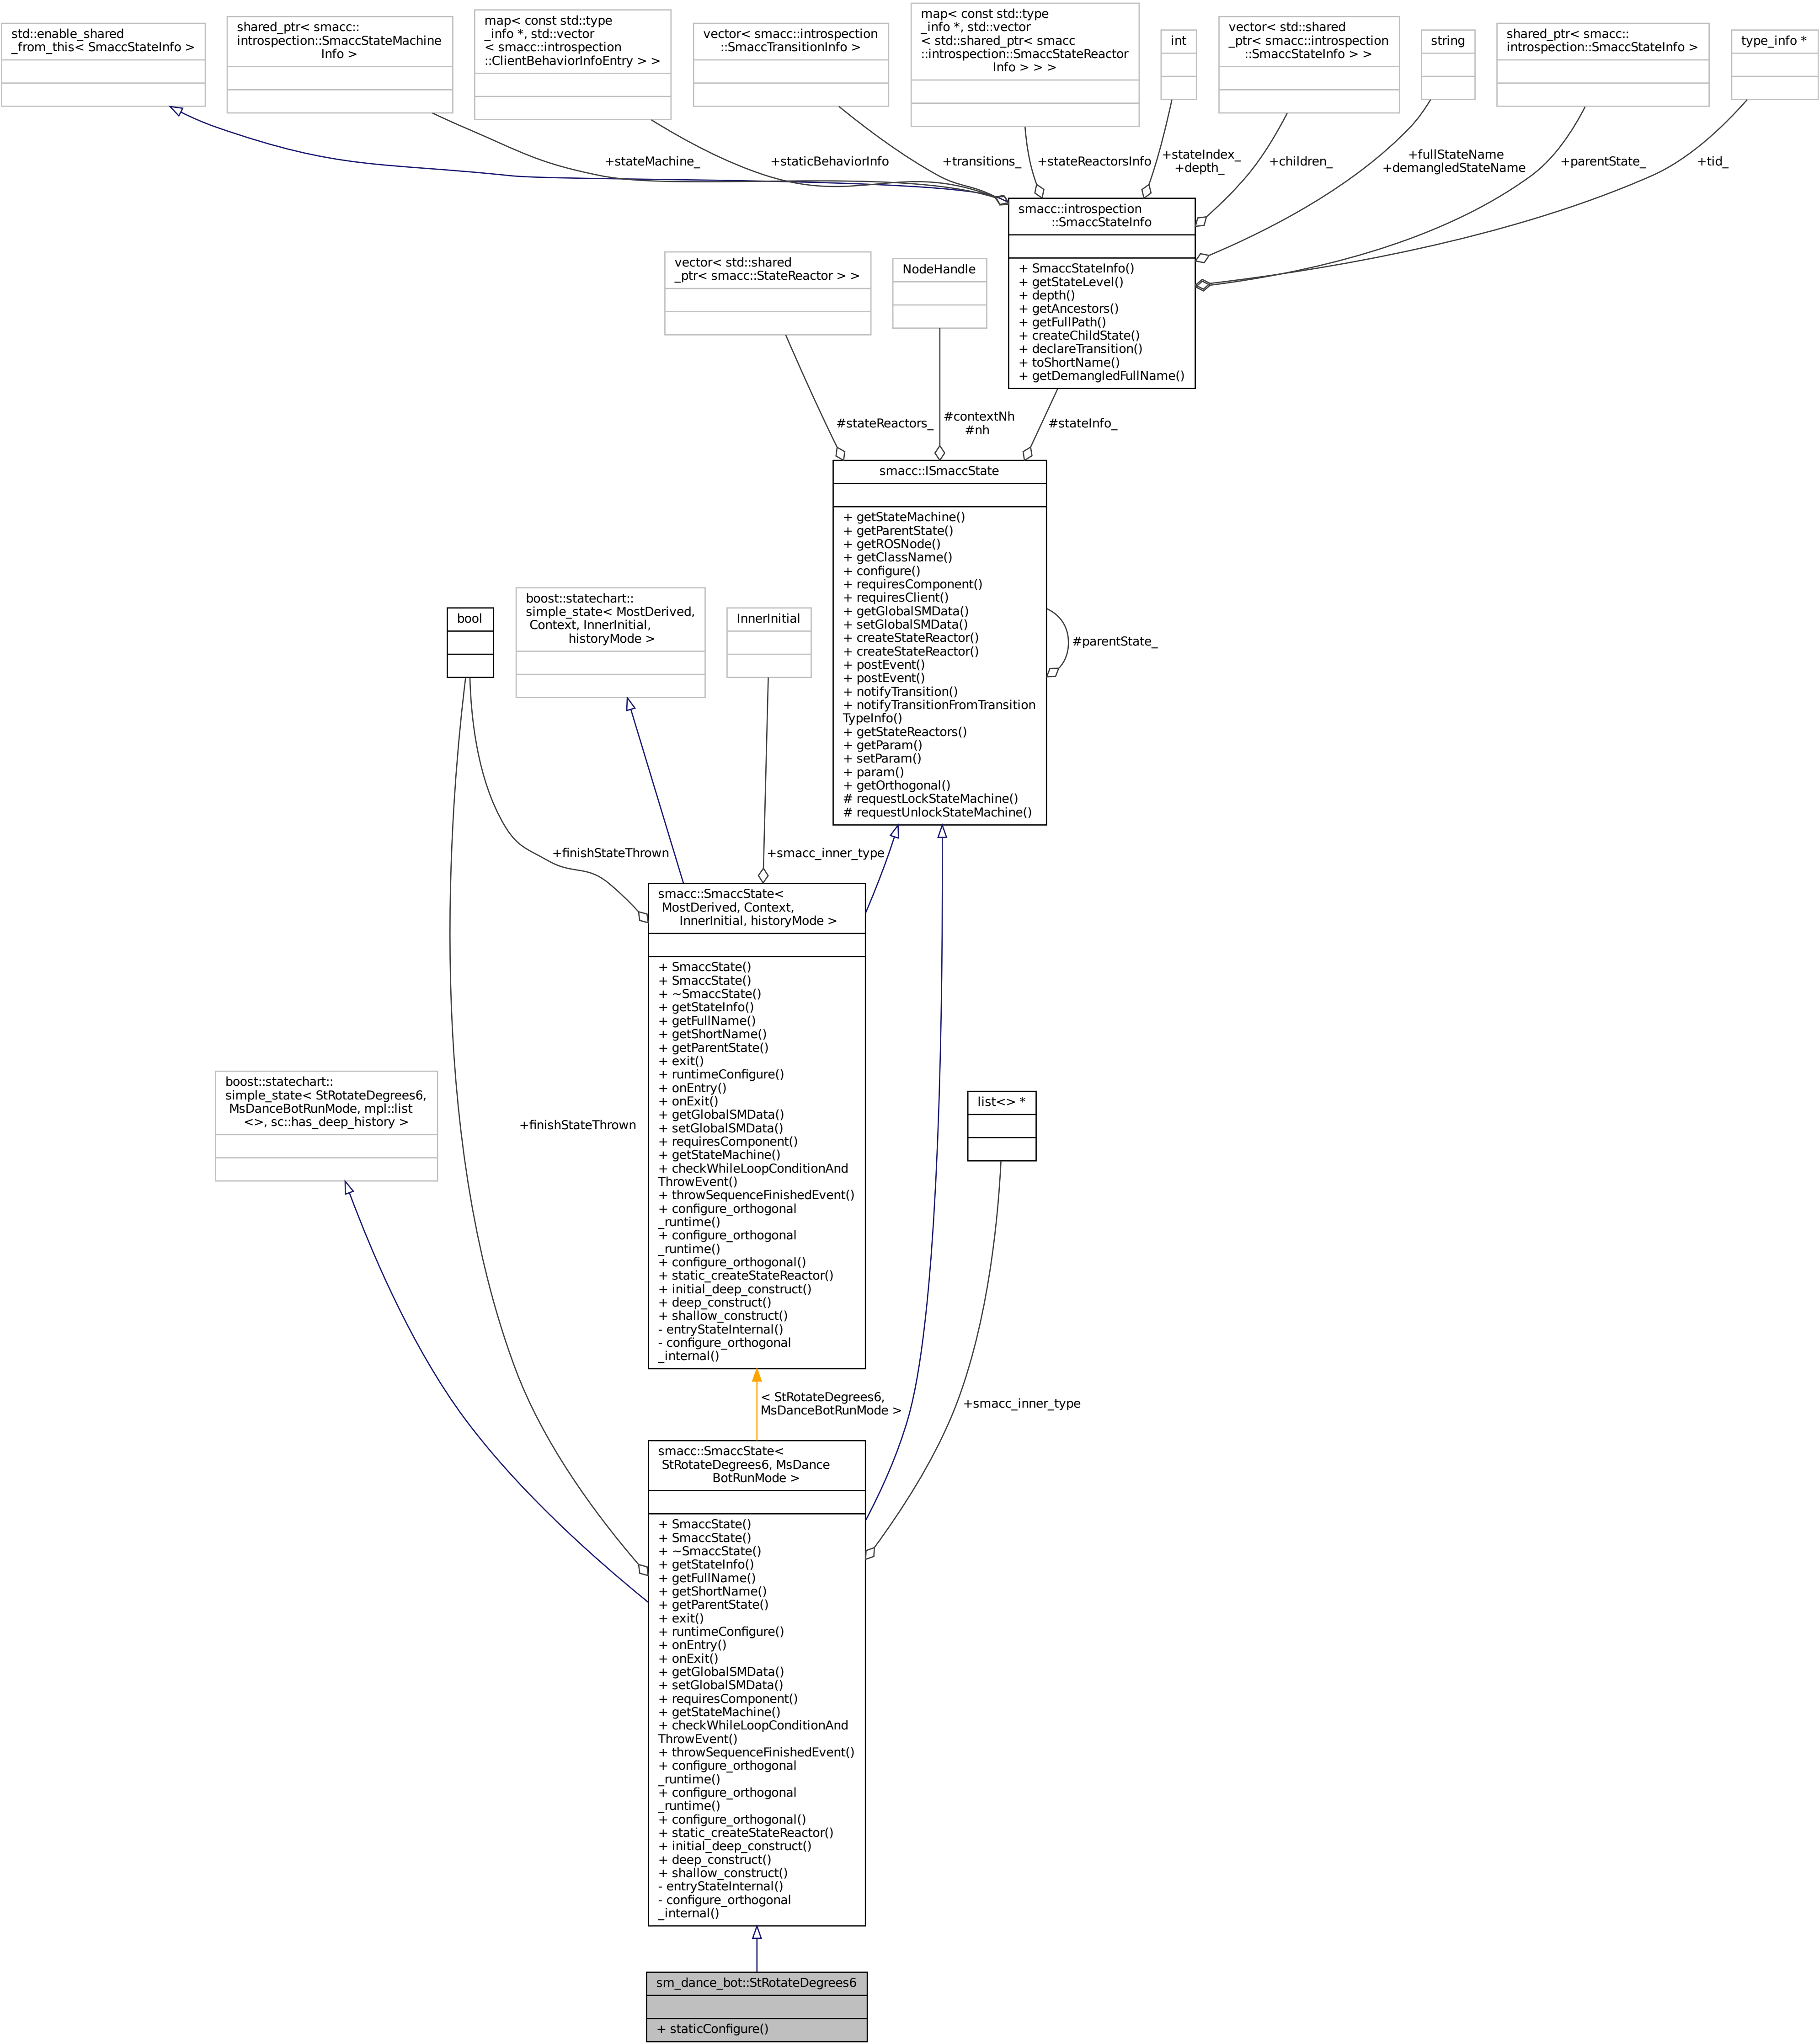 std::enable_shared
_from_this< SmaccStateInfo >
shared_ptr< smacc::
introspection::SmaccStateMachine
Info >
map< const std::type
_info *, std::vector
< smacc::introspection
::ClientBehaviorInfoEntry > >
vector< smacc::introspection
::SmaccTransitionInfo >
map< const std::type
_info *, std::vector
< std::shared_ptr< smacc
::introspection::SmaccStateReactor
Info > > >
int
vector< std::shared
_ptr< smacc::introspection
::SmaccStateInfo > >
string
shared_ptr< smacc::
introspection::SmaccStateInfo >
type_info *
+stateMachine_
+staticBehaviorInfo
+transitions_
+stateReactorsInfo
+stateIndex_
+depth_
+children_
+fullStateName
+demangledStateName
+parentState_
+tid_
smacc::introspection
::SmaccStateInfo
+ SmaccStateInfo()
+ getStateLevel()
+ depth()
+ getAncestors()
+ getFullPath()
+ createChildState()
+ declareTransition()
+ toShortName()
+ getDemangledFullName()
vector< std::shared
_ptr< smacc::StateReactor > >
NodeHandle
#stateReactors_
#contextNh
#nh
#stateInfo_
smacc::ISmaccState
+ getStateMachine()
+ getParentState()
+ getROSNode()
+ getClassName()
+ configure()
+ requiresComponent()
+ requiresClient()
+ getGlobalSMData()
+ setGlobalSMData()
+ createStateReactor()
+ createStateReactor()
+ postEvent()
+ postEvent()
+ notifyTransition()
+ notifyTransitionFromTransition
TypeInfo()
+ getStateReactors()
+ getParam()
+ setParam()
+ param()
+ getOrthogonal()
# requestLockStateMachine()
# requestUnlockStateMachine()
#parentState_
bool
boost::statechart::
simple_state< MostDerived,
Context, InnerInitial,
historyMode >
InnerInitial
+finishStateThrown
+smacc_inner_type
smacc::SmaccState<
MostDerived, Context,
InnerInitial, historyMode >
+ SmaccState()
+ SmaccState()
+ ~SmaccState()
+ getStateInfo()
+ getFullName()
+ getShortName()
+ getParentState()
+ exit()
+ runtimeConfigure()
+ onEntry()
+ onExit()
+ getGlobalSMData()
+ setGlobalSMData()
+ requiresComponent()
+ getStateMachine()
+ checkWhileLoopConditionAnd
ThrowEvent()
+ throwSequenceFinishedEvent()
+ configure_orthogonal
_runtime()
+ configure_orthogonal
_runtime()
+ configure_orthogonal()
+ static_createStateReactor()
+ initial_deep_construct()
+ deep_construct()
+ shallow_construct()
- entryStateInternal()
- configure_orthogonal
_internal()
boost::statechart::
simple_state< StRotateDegrees6,
MsDanceBotRunMode, mpl::list
<>, sc::has_deep_history >
+finishStateThrown
list<> *
< StRotateDegrees6,
MsDanceBotRunMode >
+smacc_inner_type
smacc::SmaccState<
StRotateDegrees6, MsDance
BotRunMode >
+ SmaccState()
+ SmaccState()
+ ~SmaccState()
+ getStateInfo()
+ getFullName()
+ getShortName()
+ getParentState()
+ exit()
+ runtimeConfigure()
+ onEntry()
+ onExit()
+ getGlobalSMData()
+ setGlobalSMData()
+ requiresComponent()
+ getStateMachine()
+ checkWhileLoopConditionAnd
ThrowEvent()
+ throwSequenceFinishedEvent()
+ configure_orthogonal
_runtime()
+ configure_orthogonal
_runtime()
+ configure_orthogonal()
+ static_createStateReactor()
+ initial_deep_construct()
+ deep_construct()
+ shallow_construct()
- entryStateInternal()
- configure_orthogonal
_internal()
sm_dance_bot::StRotateDegrees6
+ staticConfigure()